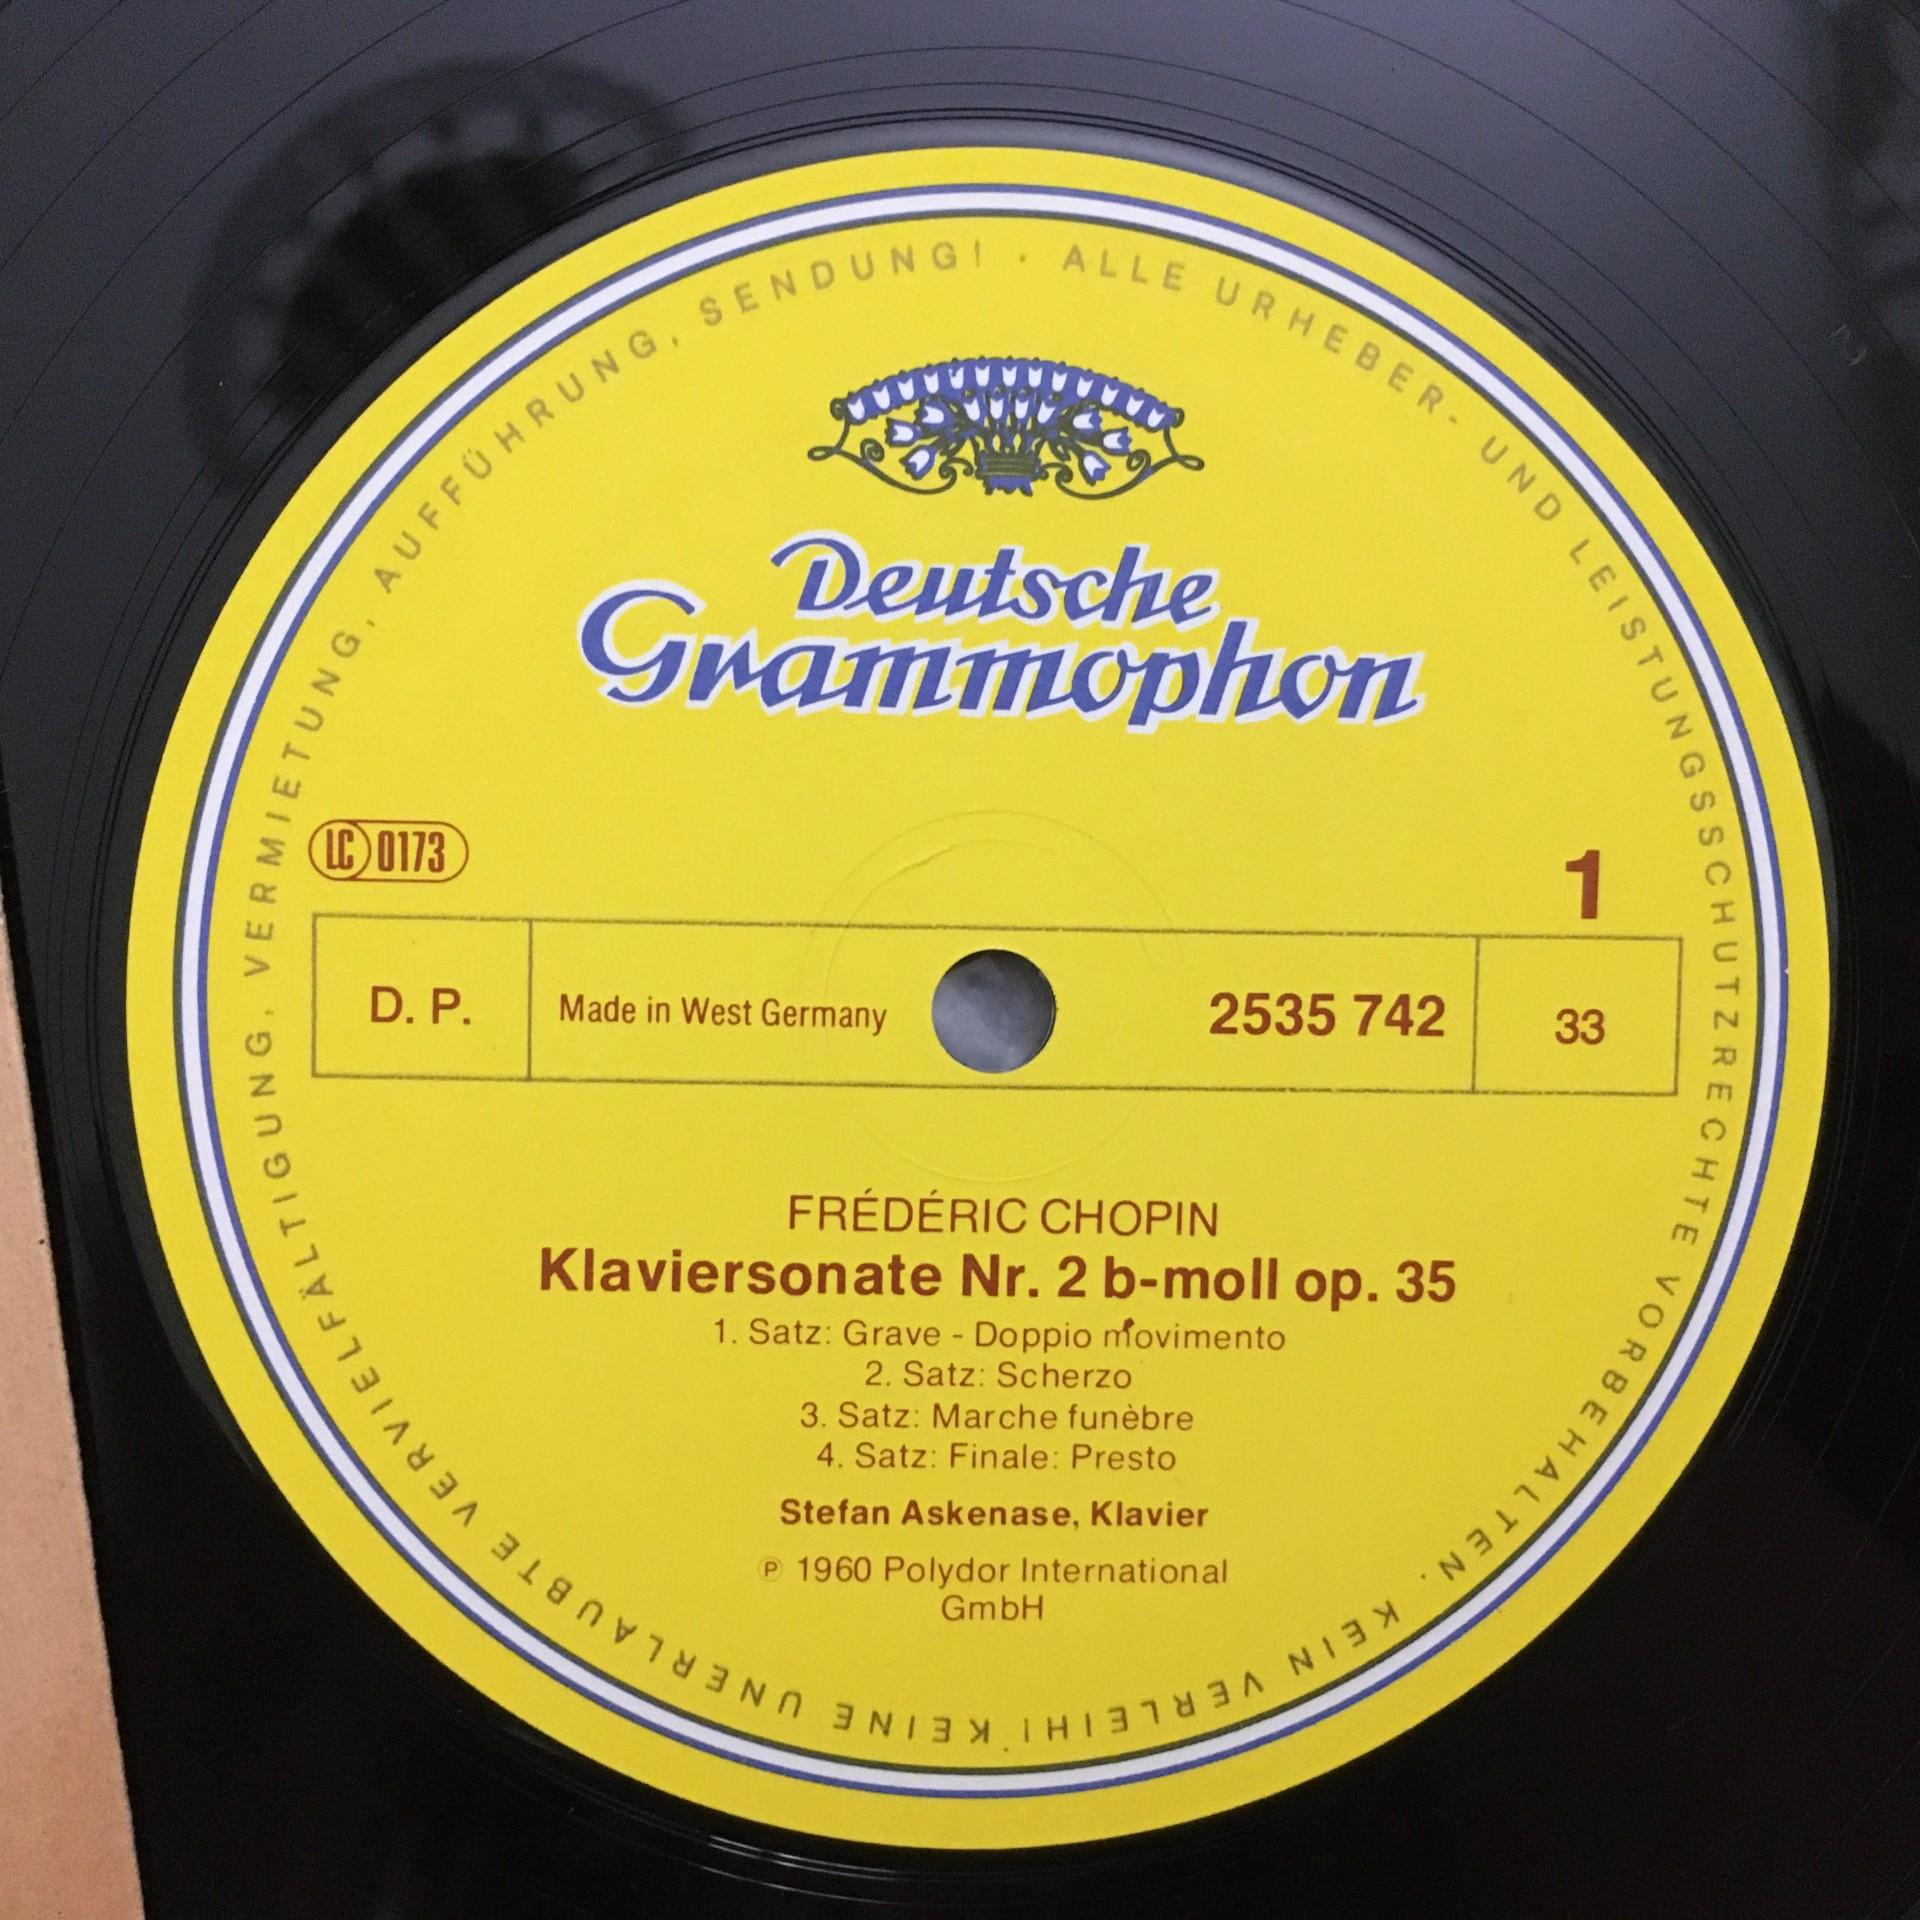 ALLE URHEBER- UND LEISTUNGSSCHUTZRECHTE VORBEHALTEN. KEIN VERLEIH! KEINE UNERLAUBTE VERVIELFÄLTIGUNG, VERMIETUNG, AUFFÜHRUNG, SENDUNG! ·
Deutsche
Grammophon
LC 0173
1
D. P.
Made in West Germany
2535 742
33
FRÉDÉRIC CHOPIN
Klaviersonate Nr. 2 b-moll op. 35
1. Satz: Grave - Doppio movimento
2. Satz: Scherzo
3. Satz: Marche funèbre
4. Satz: Finale: Presto
Stefan Askenase, Klavier
℗ 1960 Polydor International
GmbH